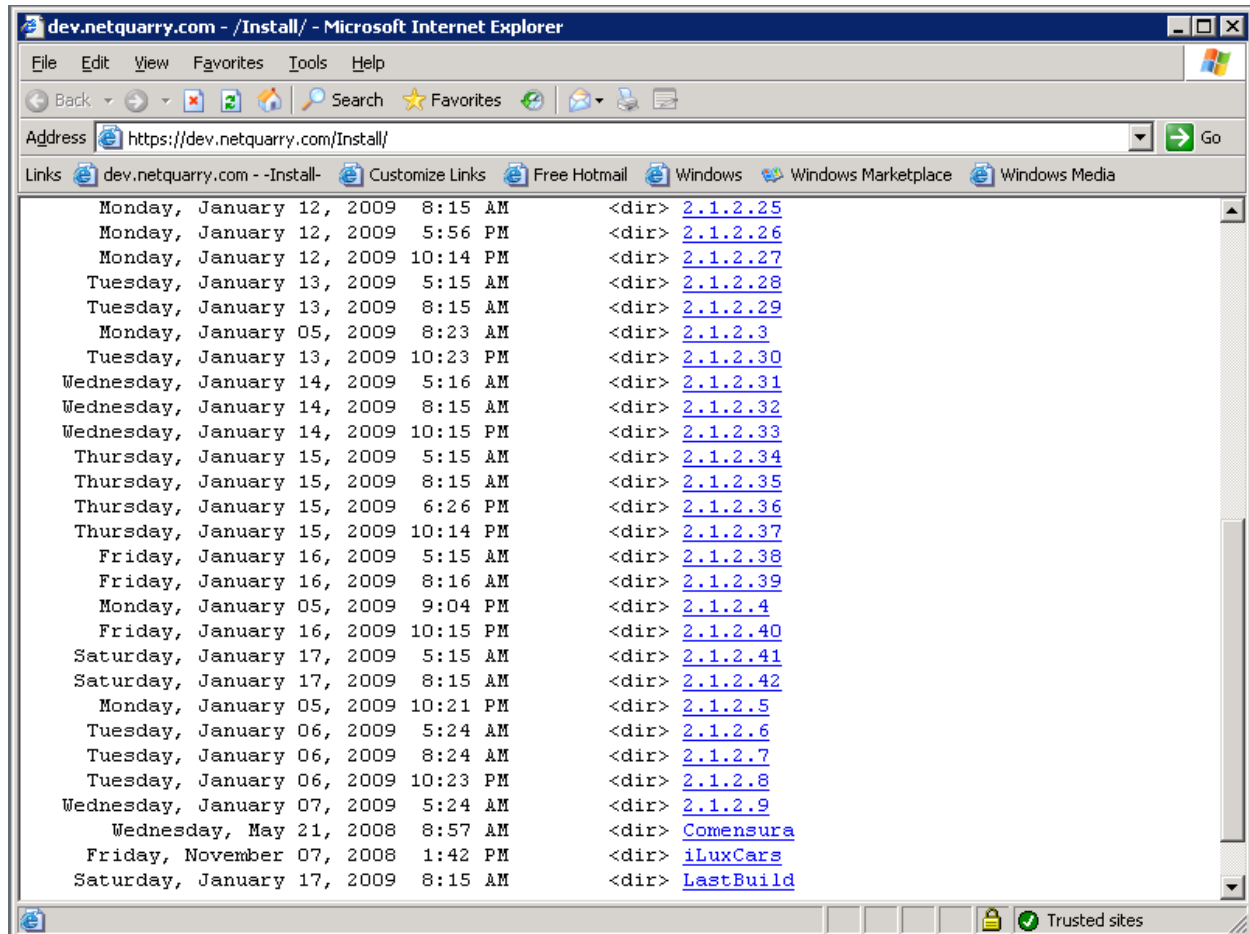 dev.netquarry.com - /Install/ - Microsoft Internet Explorer
File Edit View Favorites Tools Help
Back Search Favorites
Address https://dev.netquarry.com/Install/ Go
Links dev.netquarry.com - -Install- Customize Links Free Hotmail Windows Windows Marketplace Windows Media
Monday, January 12, 2009 8:15 AM <dir> 2.1.2.25
Monday, January 12, 2009 5:56 PM <dir> 2.1.2.26
Monday, January 12, 2009 10:14 PM <dir> 2.1.2.27
Tuesday, January 13, 2009 5:15 AM <dir> 2.1.2.28
Tuesday, January 13, 2009 8:15 AM <dir> 2.1.2.29
Monday, January 05, 2009 8:23 AM <dir> 2.1.2.3
Tuesday, January 13, 2009 10:23 PM <dir> 2.1.2.30
Wednesday, January 14, 2009 5:16 AM <dir> 2.1.2.31
Wednesday, January 14, 2009 8:15 AM <dir> 2.1.2.32
Wednesday, January 14, 2009 10:15 PM <dir> 2.1.2.33
Thursday, January 15, 2009 5:15 AM <dir> 2.1.2.34
Thursday, January 15, 2009 8:15 AM <dir> 2.1.2.35
Thursday, January 15, 2009 6:26 PM <dir> 2.1.2.36
Thursday, January 15, 2009 10:14 PM <dir> 2.1.2.37
Friday, January 16, 2009 5:15 AM <dir> 2.1.2.38
Friday, January 16, 2009 8:16 AM <dir> 2.1.2.39
Monday, January 05, 2009 9:04 PM <dir> 2.1.2.4
Friday, January 16, 2009 10:15 PM <dir> 2.1.2.40
Saturday, January 17, 2009 5:15 AM <dir> 2.1.2.41
Saturday, January 17, 2009 8:15 AM <dir> 2.1.2.42
Monday, January 05, 2009 10:21 PM <dir> 2.1.2.5
Tuesday, January 06, 2009 5:24 AM <dir> 2.1.2.6
Tuesday, January 06, 2009 8:24 AM <dir> 2.1.2.7
Tuesday, January 06, 2009 10:23 PM <dir> 2.1.2.8
Wednesday, January 07, 2009 5:24 AM <dir> 2.1.2.9
Wednesday, May 21, 2008 8:57 AM <dir> Comensura
Friday, November 07, 2008 1:42 PM <dir> iLuxCars
Saturday, January 17, 2009 8:15 AM <dir> LastBuild
Trusted sites